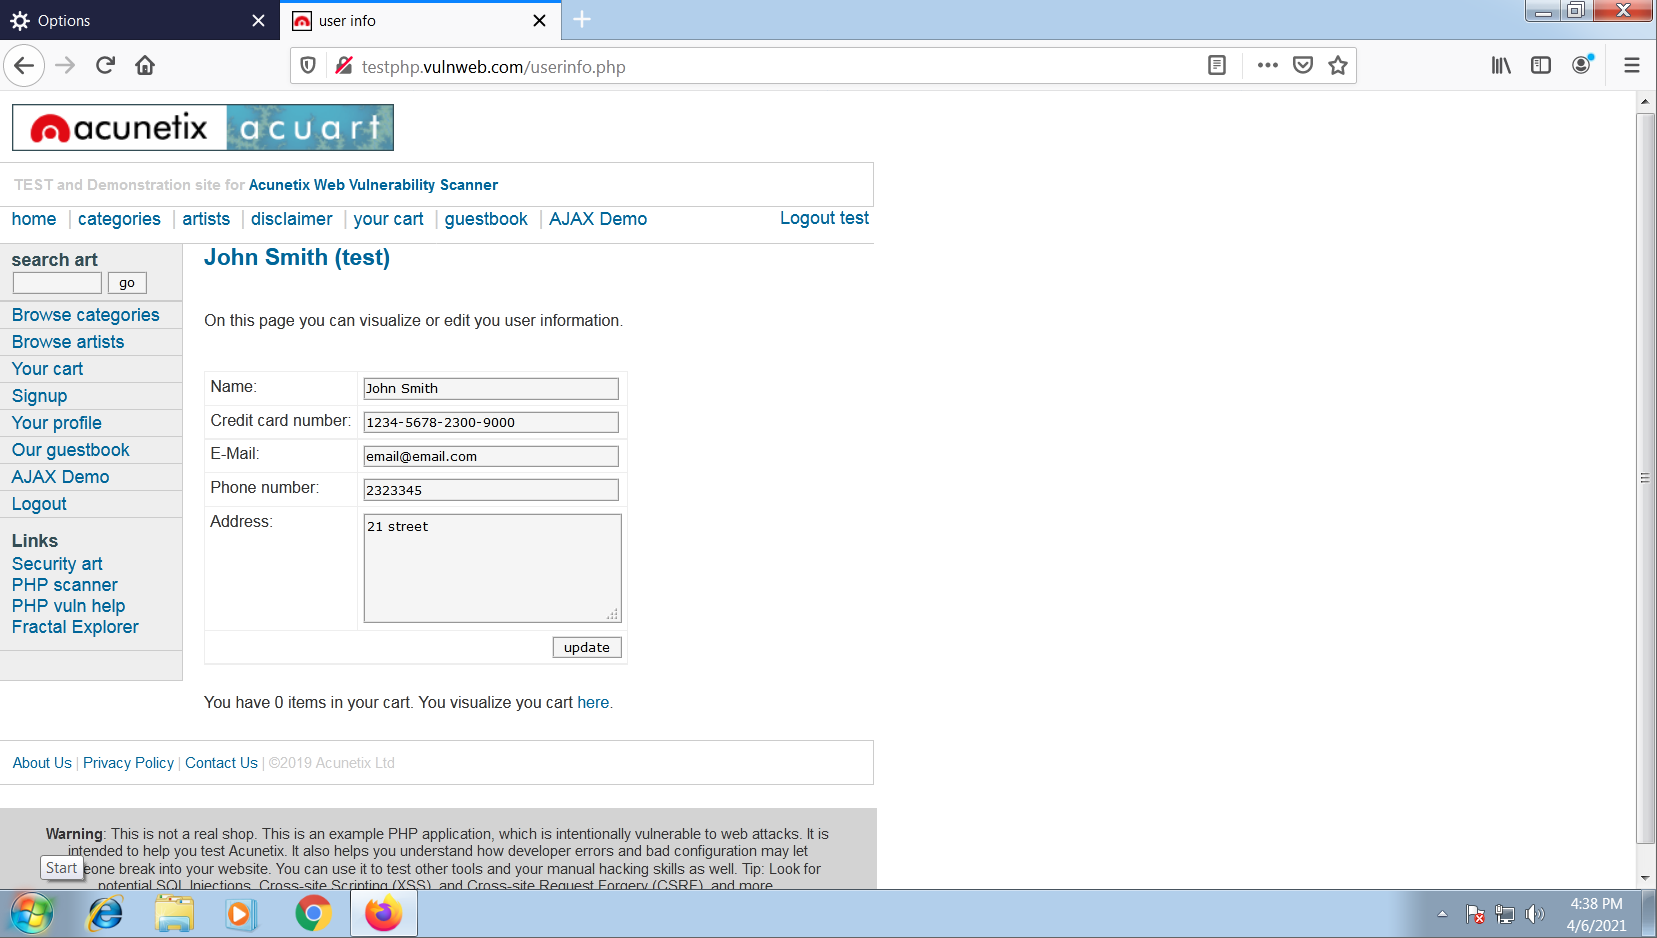 Options
user info
testphp.vulnweb.com/userinfo.php
acunetix acuart
TEST and Demonstration site for Acunetix Web Vulnerability Scanner
home | categories | artists | disclaimer | your cart | guestbook | AJAX Demo
Logout test
search art
go
Browse categories
Browse artists
Your cart
Signup
Your profile
Our guestbook
AJAX Demo
Logout
Links
Security art
PHP scanner
PHP vuln help
Fractal Explorer
John Smith (test)
On this page you can visualize or edit you user information.
Name: John Smith
Credit card number: 1234-5678-2300-9000
E-Mail: email@email.com
Phone number: 2323345
Address: 21 street
update
You have 0 items in your cart. You visualize you cart here.
About Us | Privacy Policy | Contact Us | ©2019 Acunetix Ltd
Warning: This is not a real shop. This is an example PHP application, which is intentionally vulnerable to web attacks. It is
intended to help you test Acunetix. It also helps you understand how developer errors and bad configuration may let
eone break into your website. You can use it to test other tools and your manual hacking skills as well. Tip: Look for
potential SQL Injections, Cross-site Scripting (XSS), and Cross-site Request Forgery (CSRF), and more.
Start
4:38 PM
4/6/2021